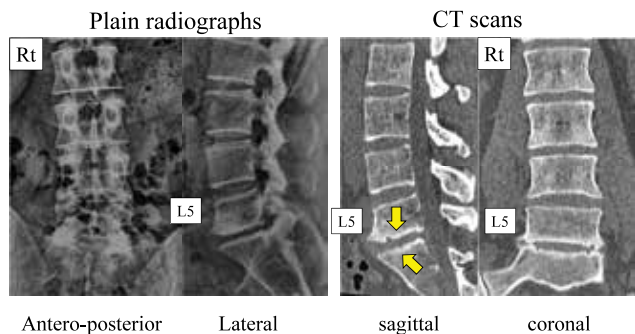 Plain radiographs
CT scans
Rt
Rt
L5
L5
L5
Antero-posterior
Lateral
sagittal
coronal